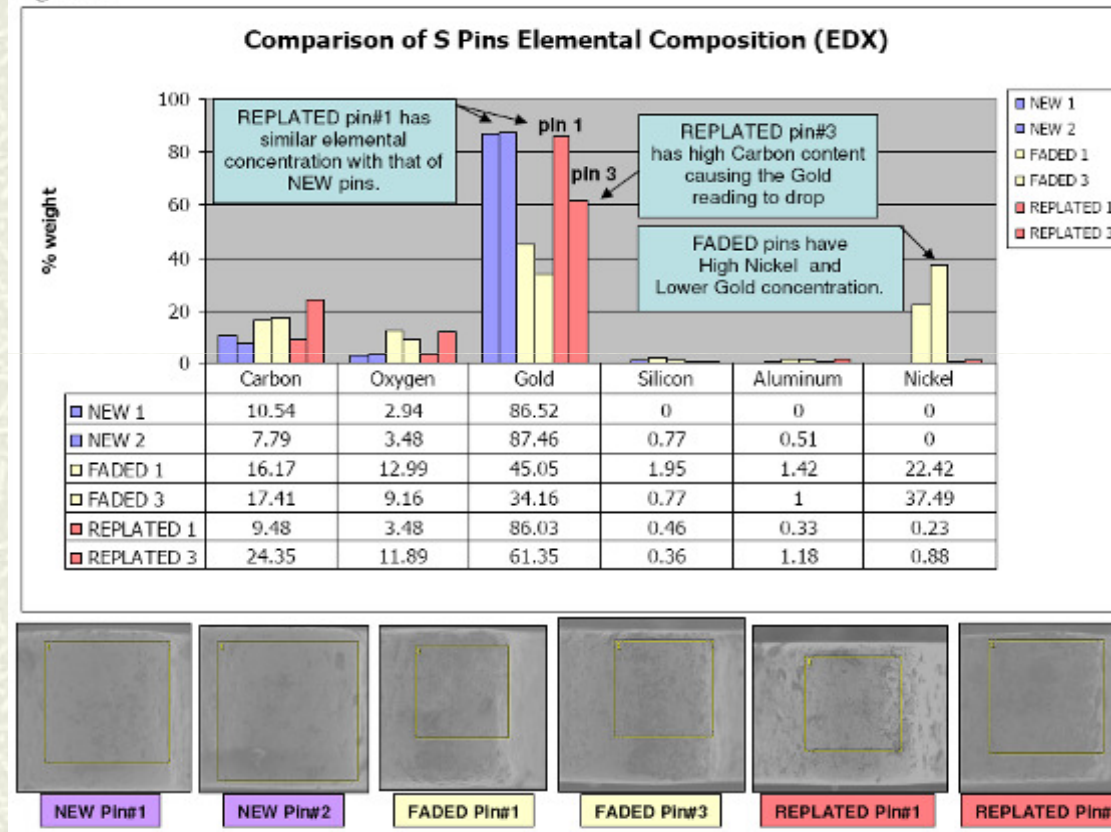 Comparison of S Pins Elemental Composition (EDX)
% weight
100
80
60
40
20
0
REPLATED pin#1 has
similar elemental
concentration with that of
NEW pins.
pin 1
pin 3
REPLATED pin#3
has high Carbon content
causing the Gold
reading to drop
FADED pins have
High Nickel and
Lower Gold concentration.
NEW 1
NEW 2
FADED 1
FADED 3
REPLATED 1
REPLATED 3
Carbon Oxygen Gold Silicon Aluminum Nickel
NEW 1 10.54 2.94 86.52 0 0 0
NEW 2 7.79 3.48 87.46 0.77 0.51 0
FADED 1 16.17 12.99 45.05 1.95 1.42 22.42
FADED 3 17.41 9.16 34.16 0.77 1 37.49
REPLATED 1 9.48 3.48 86.03 0.46 0.33 0.23
REPLATED 3 24.35 11.89 61.35 0.36 1.18 0.88
NEW Pin#1 NEW Pin#2 FADED Pin#1 FADED Pin#3 REPLATED Pin#1 REPLATED Pin#